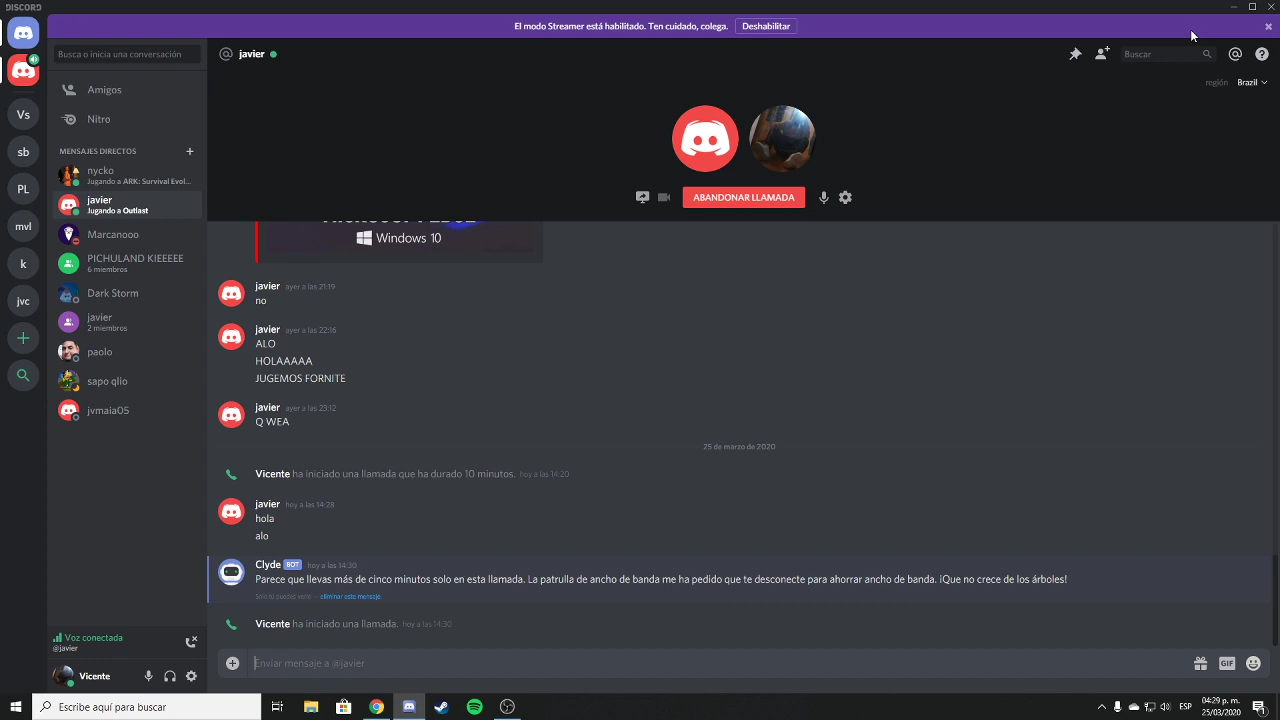 DISCORD
El modo Streamer está habilitado. Ten cuidado, colega. Deshabilitar
Busca o inicia una conversación
javier
Buscar
Amigos
Nitro
MENSAJES DIRECTOS
nycko
Jugando a ARK: Survival Evol...
javier
Jugando a Outlast
Marcanooo
PICHULAND KIEEEEE
6 miembros
Dark Storm
javier
2 miembros
paolo
sapo qlio
jvmaia05
Vs
sb
PL
mvl
k
jvc
región Brazil
ABANDONAR LLAMADA
Windows 10
javier ayer a las 21:19
no
javier ayer a las 22:16
ALO
HOLAAAAA
JUGEMOS FORNITE
javier ayer a las 23:12
Q WEA
25 de marzo de 2020
Vicente ha iniciado una llamada que ha durado 10 minutos. hoy a las 14:20
javier hoy a las 14:28
hola
alo
Clyde BOT hoy a las 14:30
Parece que llevas más de cinco minutos solo en esta llamada. La patrulla de ancho de banda me ha pedido que te desconecte para ahorrar ancho de banda. ¡Que no crece de los árboles!
Solo tú puedes verlo — eliminar este mensaje.
Vicente ha iniciado una llamada. hoy a las 14:30
Voz conectada
@javier
Vicente
Enviar mensaje a @javier
GIF
Escribe aquí para buscar
ESP
04:29 p. m.
25/03/2020
1